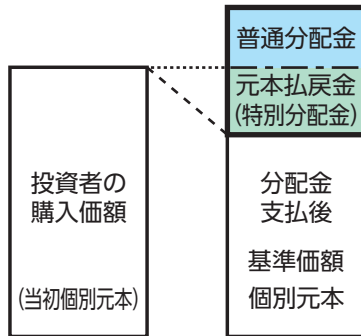 普通分配金
元本払戻金
(特別分配金)
投資者の
購入価額
(当初個別元本)
分配金
支払後
基準価額
個別元本